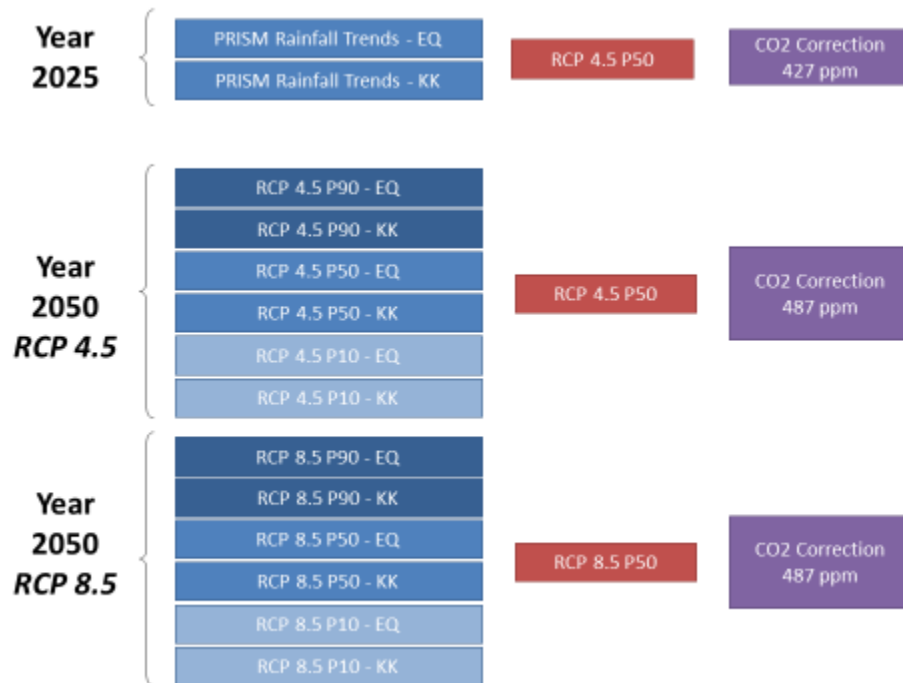 Year
2025
PRISM Rainfall Trends - EQ
PRISM Rainfall Trends - KK
RCP 4.5 P50
CO2 Correction
427 ppm
Year
2050
RCP 4.5
RCP 4.5 P90 - EQ
RCP 4.5 P90 - KK
RCP 4.5 P50 - EQ
RCP 4.5 P50 - KK
RCP 4.5 P10 - EQ
RCP 4.5 P10 - KK
RCP 4.5 P50
CO2 Correction
487 ppm
Year
2050
RCP 8.5
RCP 8.5 P90 - EQ
RCP 8.5 P90 - KK
RCP 8.5 P50 - EQ
RCP 8.5 P50 - KK
RCP 8.5 P10 - EQ
RCP 8.5 P10 - KK
RCP 8.5 P50
CO2 Correction
487 ppm